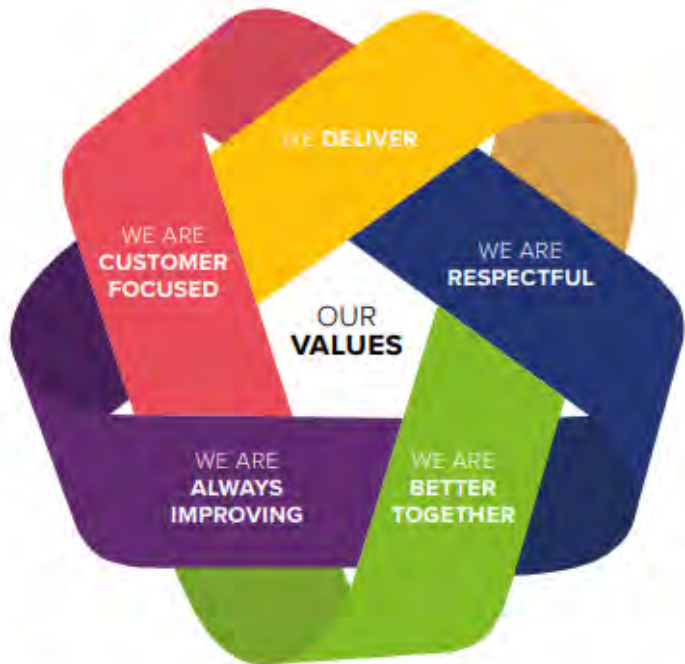 WE DELIVER
WE ARE
RESPECTFUL
WE ARE
CUSTOMER
FOCUSED
OUR
VALUES
WE ARE
ALWAYS
IMPROVING
WE ARE
BETTER
TOGETHER